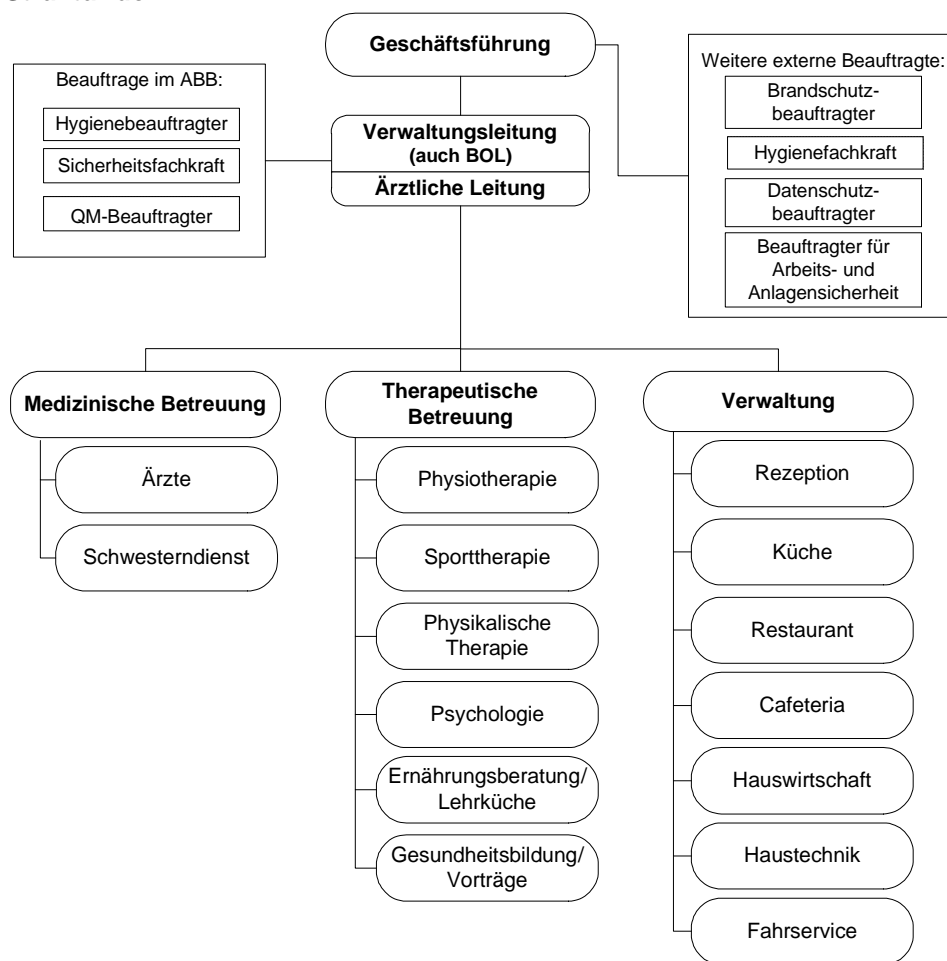 Geschäftsführung
Beauftrage im ABB:
Hygienebeauftragter
Sicherheitsfachkraft
QM-Beauftragter
Verwaltungsleitung
(auch BOL)
Ärztliche Leitung
Weitere externe Beauftragte:
Brandschutz-
beauftragter
Hygienefachkraft
Datenschutz-
beauftragter
Beauftragter für
Arbeits- und
Anlagensicherheit
Medizinische Betreuung
Ärzte
Schwesterndienst
Therapeutische
Betreuung
Physiotherapie
Sporttherapie
Physikalische
Therapie
Psychologie
Ernährungsberatung/
Lehrküche
Gesundheitsbildung/
Vorträge
Verwaltung
Rezeption
Küche
Restaurant
Cafeteria
Hauswirtschaft
Haustechnik
Fahrservice